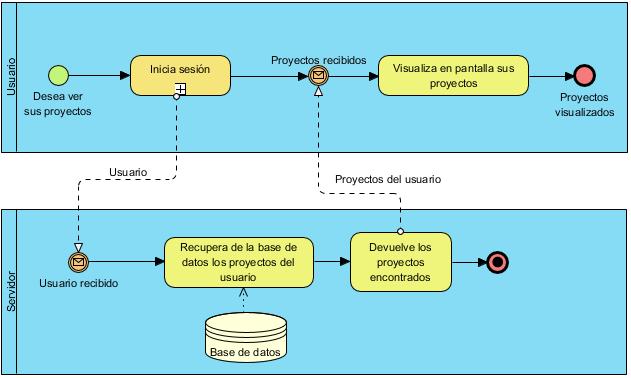 Usuario
Desea ver
sus proyectos
Inicia sesión
Proyectos recibidos
Visualiza en pantalla sus
proyectos
Proyectos
visualizados
Usuario
Proyectos del usuario
Servidor
Usuario recibido
Recupera de la base de
datos los proyectos del
usuario
Devuelve los
proyectos
encontrados
Base de datos